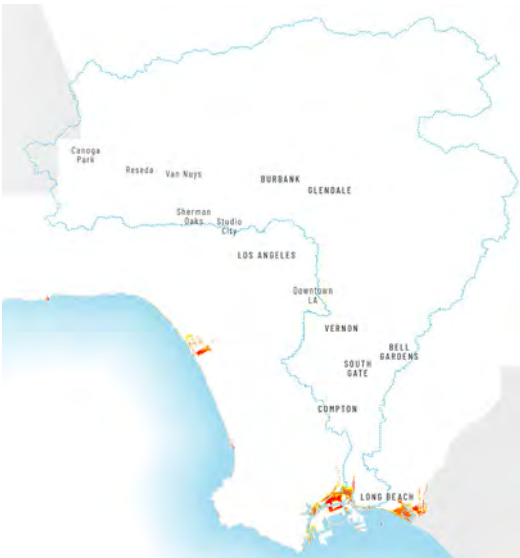 Canoga
Park
Reseda
Van Nuys
BURBANK
GLENDALE
Sherman
Oaks
Studio
City
LOS ANGELES
Downtown
LA
VERNON
BELL
GARDENS
SOUTH
GATE
COMPTON
LONG BEACH